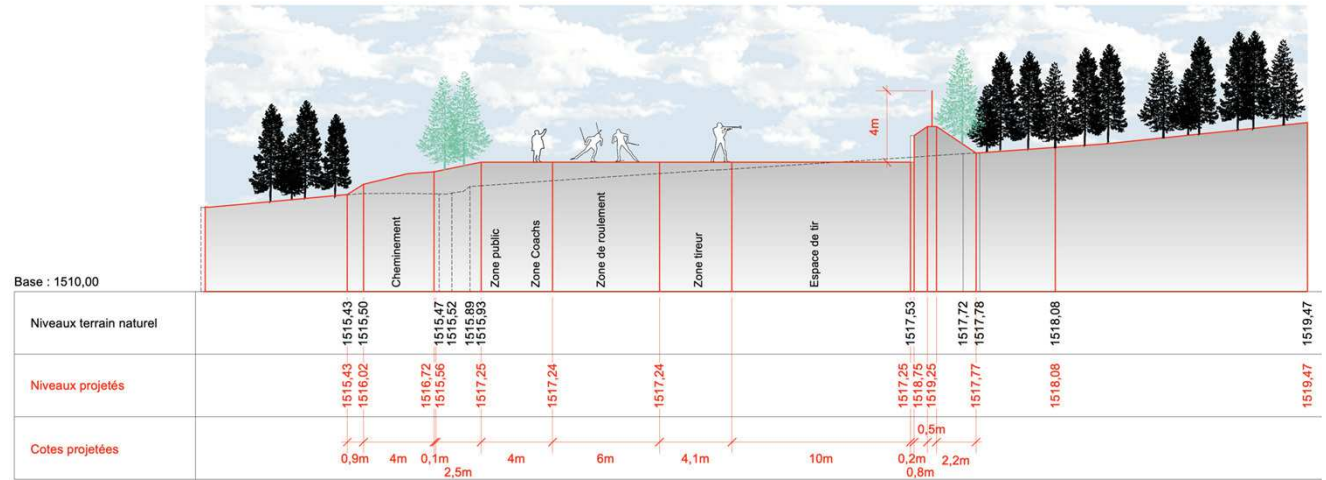 4m
Cheminement
Zone public
Zone Coachs
Zone de roulement
Zone tireur
Espace de tir
Base : 1510,00
Niveaux terrain naturel
1515,43
1515,50
1515,47
1515,52
1515,89
1515,93
1517,53
1517,72
1517,78
1518,08
1519,47
Niveaux projetés
1515,43
1516,02
1516,72
1515,56
1517,25
1517,24
1517,24
1517,25
1518,75
1519,25
1517,77
1518,08
1519,47
Cotes projetées
0,9m
4m
0,1m
2,5m
4m
6m
4,1m
10m
0,2m
0,8m
0,5m
2,2m